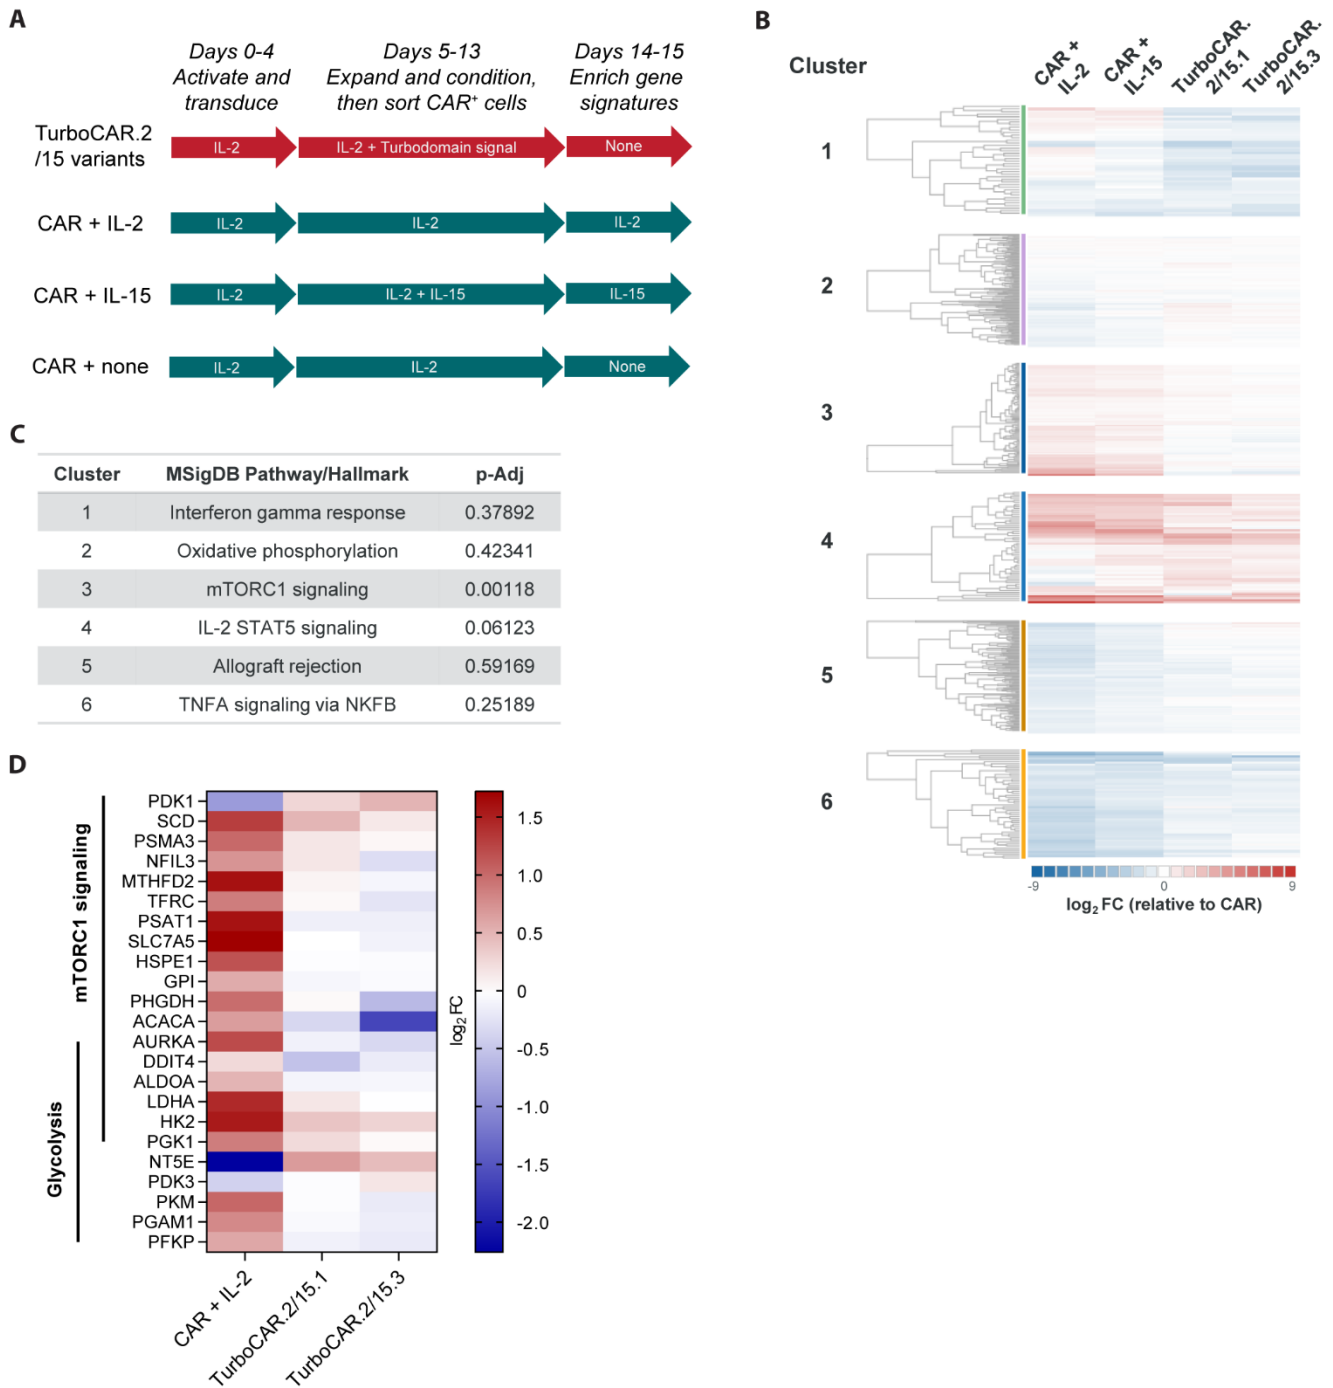 A
Days 0-4
Activate and
transduce
Days 5-13
Expand and condition,
then sort CAR⁺ cells
Days 14-15
Enrich gene
signatures
TurboCAR.2
/15 variants
IL-2
IL-2 + Turbodomain signal
None
CAR + IL-2
IL-2
IL-2
IL-2
CAR + IL-15
IL-2
IL-2 + IL-15
IL-15
CAR + none
IL-2
IL-2
None
B
Cluster
CAR +
IL-2
CAR +
IL-15
TurboCAR.
2/15.1
TurboCAR.
2/15.3
1
2
3
4
5
6
-9
0
9
log₂ FC (relative to CAR)
C
Cluster MSigDB Pathway/Hallmark p-Adj
1 Interferon gamma response 0.37892
2 Oxidative phosphorylation 0.42341
3 mTORC1 signaling 0.00118
4 IL-2 STAT5 signaling 0.06123
5 Allograft rejection 0.59169
6 TNFA signaling via NKFB 0.25189
D
mTORC1 signaling
Glycolysis
PDK1
SCD
PSMA3
NFIL3
MTHFD2
TFRC
PSAT1
SLC7A5
HSPE1
GPI
PHGDH
ACACA
AURKA
DDIT4
ALDOA
LDHA
HK2
PGK1
NT5E
PDK3
PKM
PGAM1
PFKP
CAR + IL-2
TurboCAR.2/15.1
TurboCAR.2/15.3
log₂ FC
1.5
1.0
0.5
0
-0.5
-1.0
-1.5
-2.0